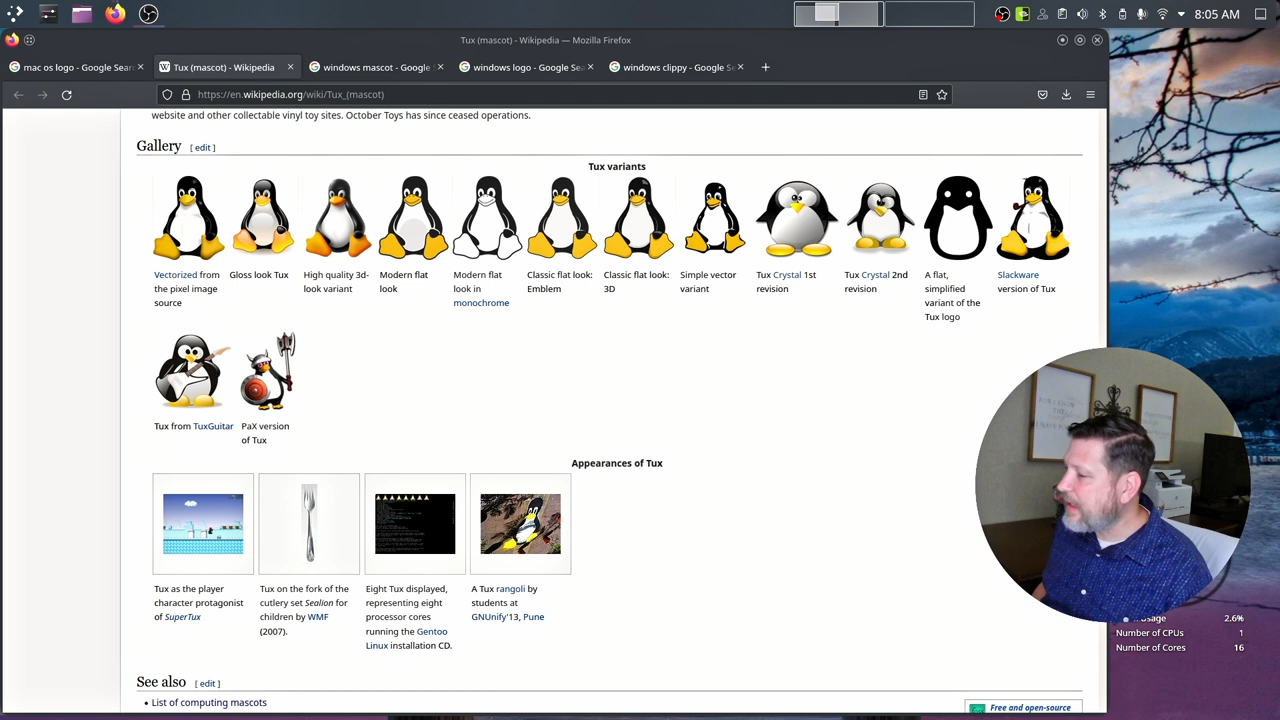 8:05 AM
Tux (mascot) - Wikipedia — Mozilla Firefox
mac os logo - Google Sear
Tux (mascot) - Wikipedia
windows mascot - Google
windows logo - Google Sea
windows clippy - Google Se
https://en.wikipedia.org/wiki/Tux_(mascot)
website and other collectable vinyl toy sites. October Toys has since ceased operations.
Gallery [ edit ]
Tux variants
Vectorized from
the pixel image
source
Gloss look Tux
High quality 3d-
look variant
Modern flat
look
Modern flat
look in
monochrome
Classic flat look:
Emblem
Classic flat look:
3D
Simple vector
variant
Tux Crystal 1st
revision
Tux Crystal 2nd
revision
A flat,
simplified
variant of the
Tux logo
Slackware
version of Tux
Tux from TuxGuitar
PaX version
of Tux
Appearances of Tux
Tux as the player
character protagonist
of SuperTux
Tux on the fork of the
cutlery set Sealion for
children by WMF
(2007).
Eight Tux displayed,
representing eight
processor cores
running the Gentoo
Linux installation CD.
A Tux rangoli by
students at
GNUnify'13, Pune
See also [ edit ]
• List of computing mascots
Free and open-source
Usage 2.6%
Number of CPUs 1
Number of Cores 16